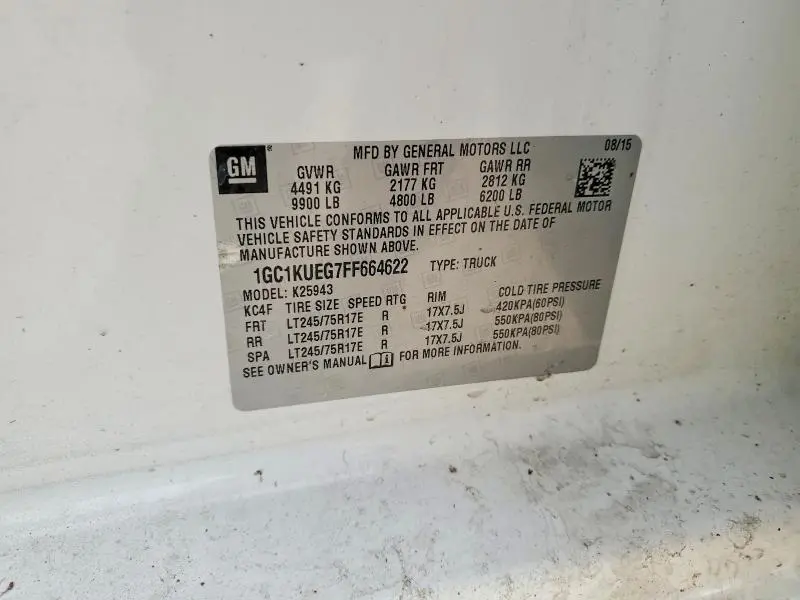 GM
MFD BY GENERAL MOTORS LLC 08/15
GVWR GAWR FRT GAWR RR
4491 KG 2177 KG 2812 KG
9900 LB 4800 LB 6200 LB
THIS VEHICLE CONFORMS TO ALL APPLICABLE U.S. FEDERAL MOTOR
VEHICLE SAFETY STANDARDS IN EFFECT ON THE DATE OF
MANUFACTURE SHOWN ABOVE.
1GC1KUEG7FF664622 TYPE: TRUCK
MODEL: K25943
KC4F TIRE SIZE SPEED RTG RIM COLD TIRE PRESSURE
FRT LT245/75R17E R 17X7.5J 420KPA(60PSI)
RR LT245/75R17E R 17X7.5J 550KPA(80PSI)
SPA LT245/75R17E R 17X7.5J 550KPA(80PSI)
SEE OWNER'S MANUAL FOR MORE INFORMATION.